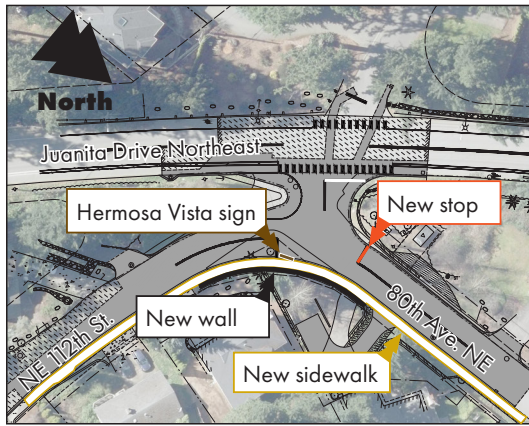 North
Juanita Drive Northeast
Hermosa Vista sign
New stop
New wall
NE 112th St.
80th Ave. NE
New sidewalk